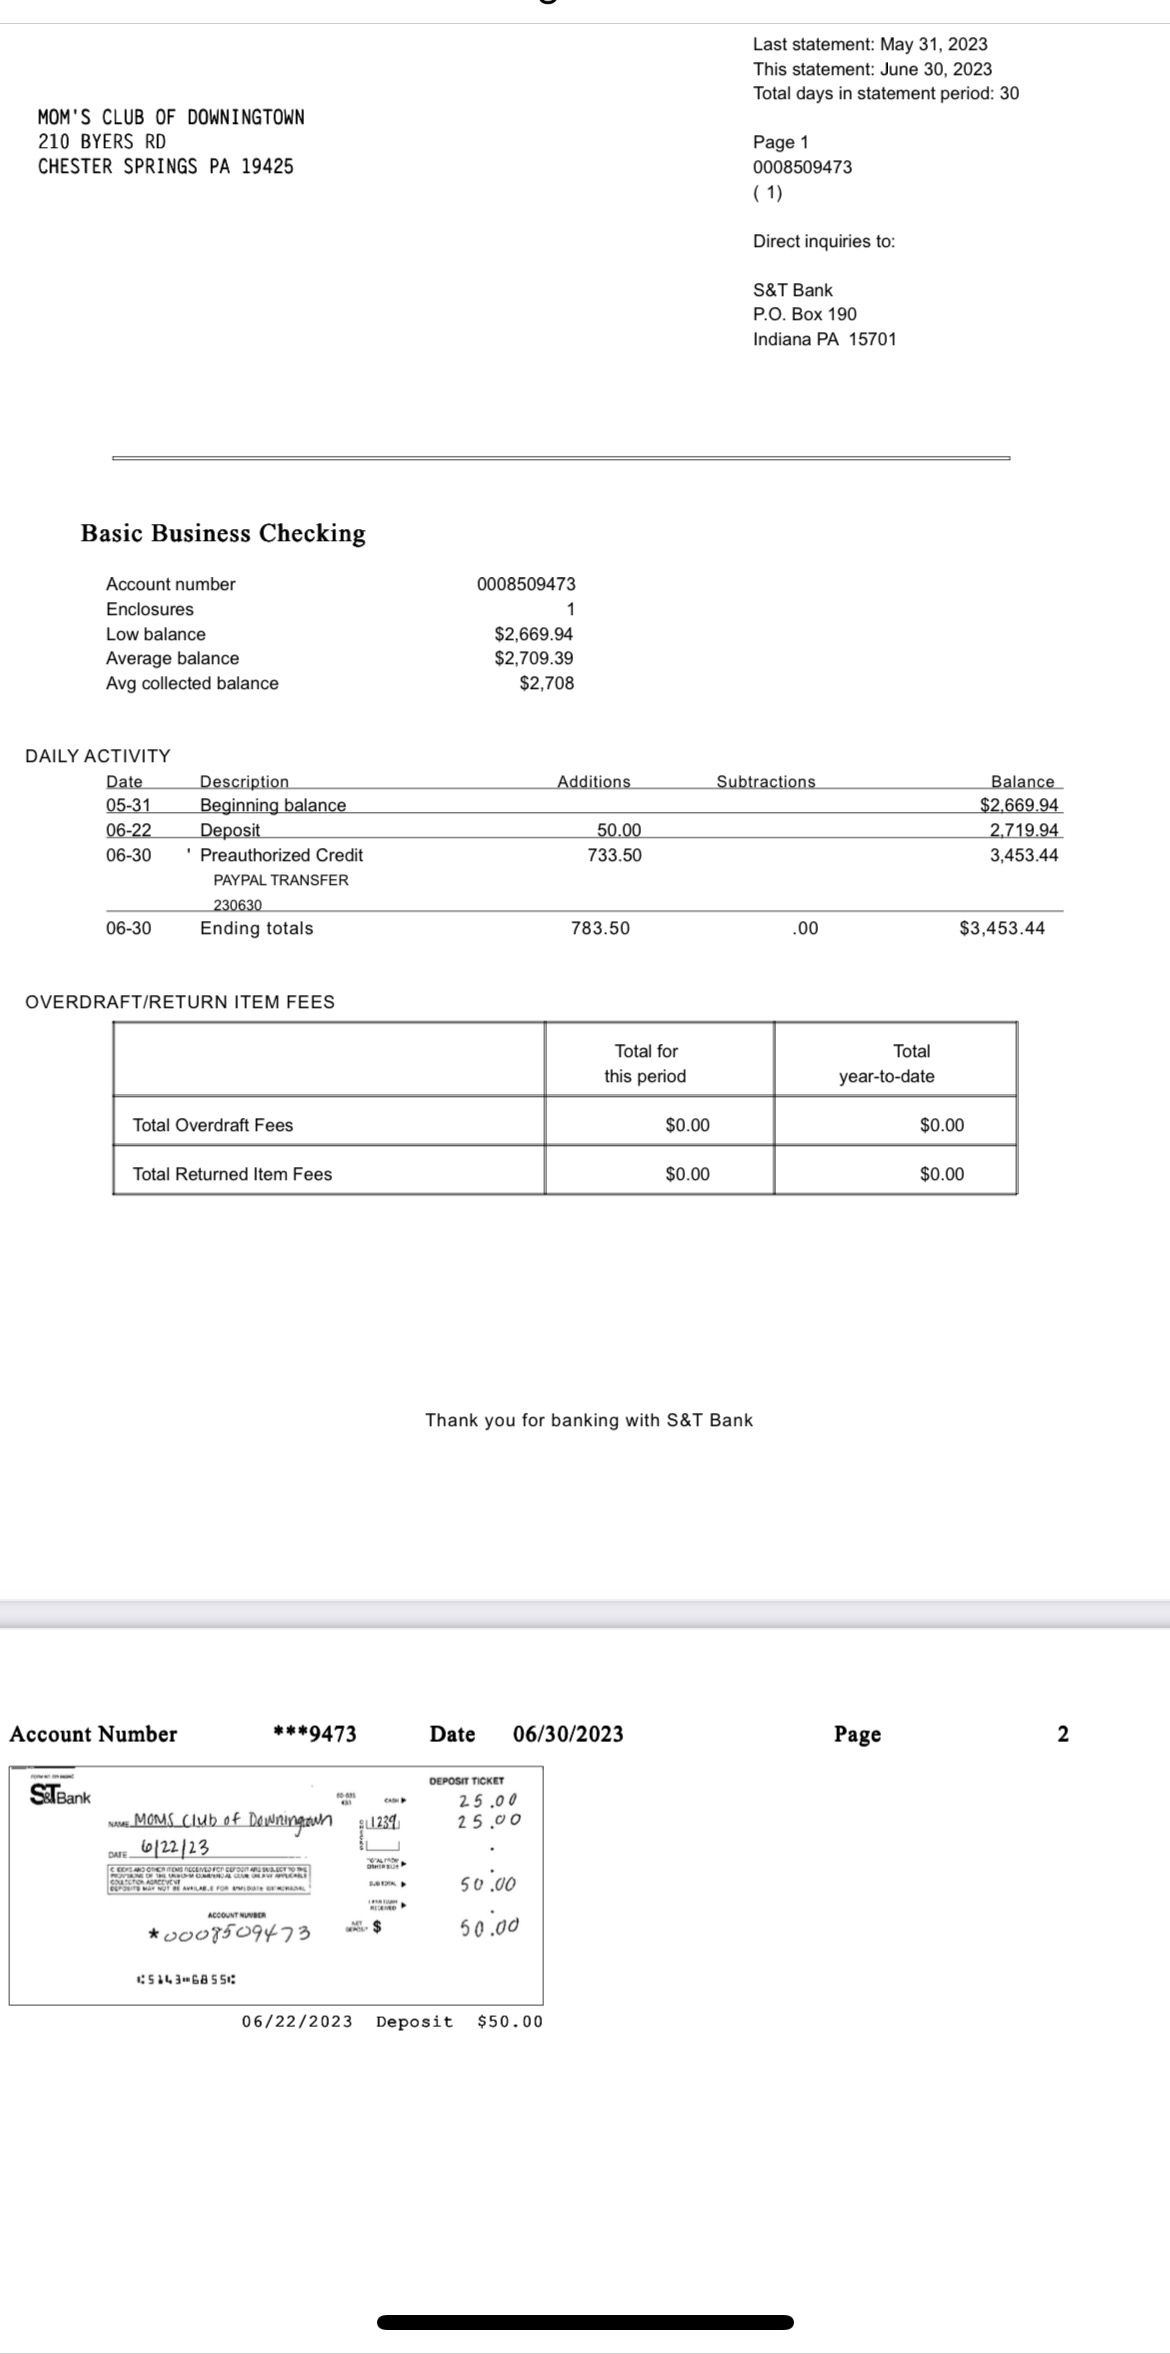 Last statement: May 31, 2023
This statement: June 30, 2023
Total days in statement period: 30
MOM'S CLUB OF DOWNINGTOWN
210 BYERS RD
CHESTER SPRINGS PA 19425
Page 1
0008509473
( 1)
Direct inquiries to:
S&T Bank
P.O. Box 190
Indiana PA 15701
Basic Business Checking
Account number 0008509473
Enclosures 1
Low balance $2,669.94
Average balance $2,709.39
Avg collected balance $2,708
DAILY ACTIVITY
Date Description Additions Subtractions Balance
05-31 Beginning balance $2,669.94
06-22 Deposit 50.00 2,719.94
06-30 ' Preauthorized Credit 733.50 3,453.44
PAYPAL TRANSFER
230630
06-30 Ending totals 783.50 .00 $3,453.44
OVERDRAFT/RETURN ITEM FEES
Total for Total
this period year-to-date
Total Overdraft Fees $0.00 $0.00
Total Returned Item Fees $0.00 $0.00
Thank you for banking with S&T Bank
Account Number ***9473 Date 06/30/2023 Page 2
S&T Bank
DEPOSIT TICKET
CASH 25.00
NAME MOMS Club of Downingtown 1239 25.00
DATE 6/22/23
SUB TOTAL 50.00
ACCOUNT NUMBER
*0008509473 NET DEPOSIT $ 50.00
06/22/2023 Deposit $50.00